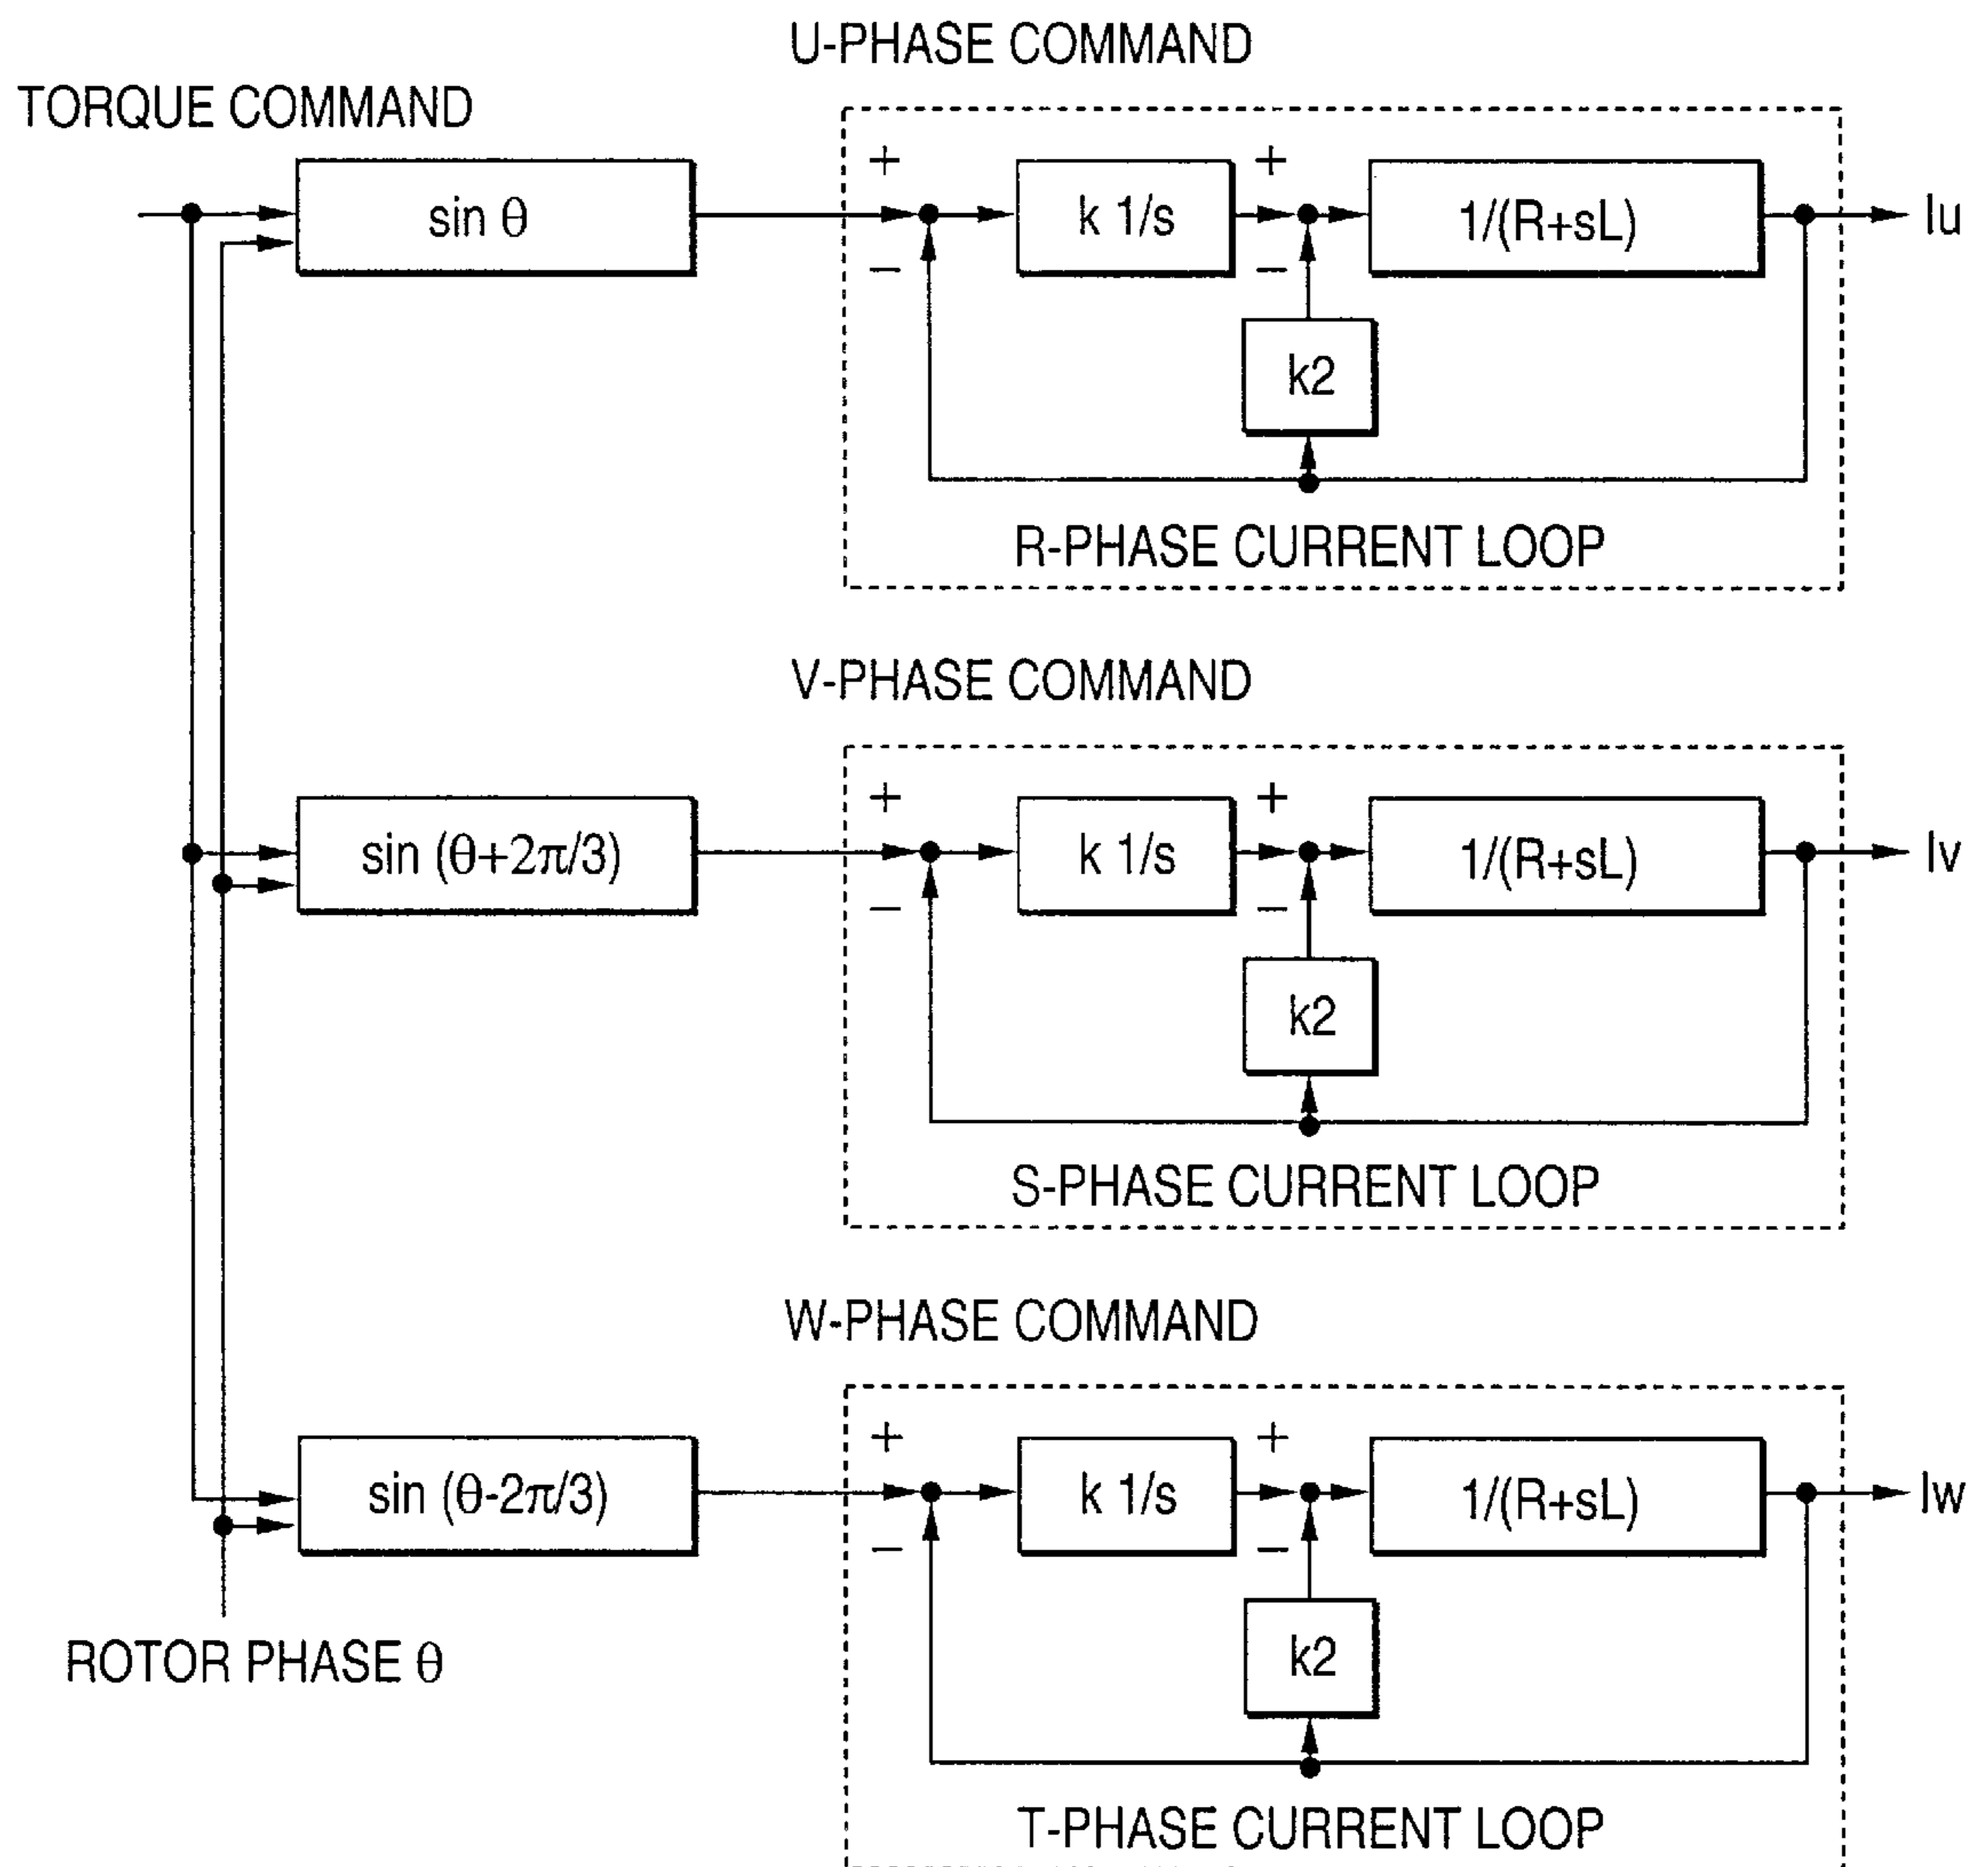 U-PHASE COMMAND
TORQUE COMMAND
+
+
sin θ
k 1/s
1/(R+sL)
Iu
−
−
k2
R-PHASE CURRENT LOOP
V-PHASE COMMAND
+
+
sin (θ+2π/3)
k 1/s
1/(R+sL)
Iv
−
−
k2
S-PHASE CURRENT LOOP
W-PHASE COMMAND
+
+
sin (θ-2π/3)
k 1/s
1/(R+sL)
Iw
−
−
k2
ROTOR PHASE θ
T-PHASE CURRENT LOOP